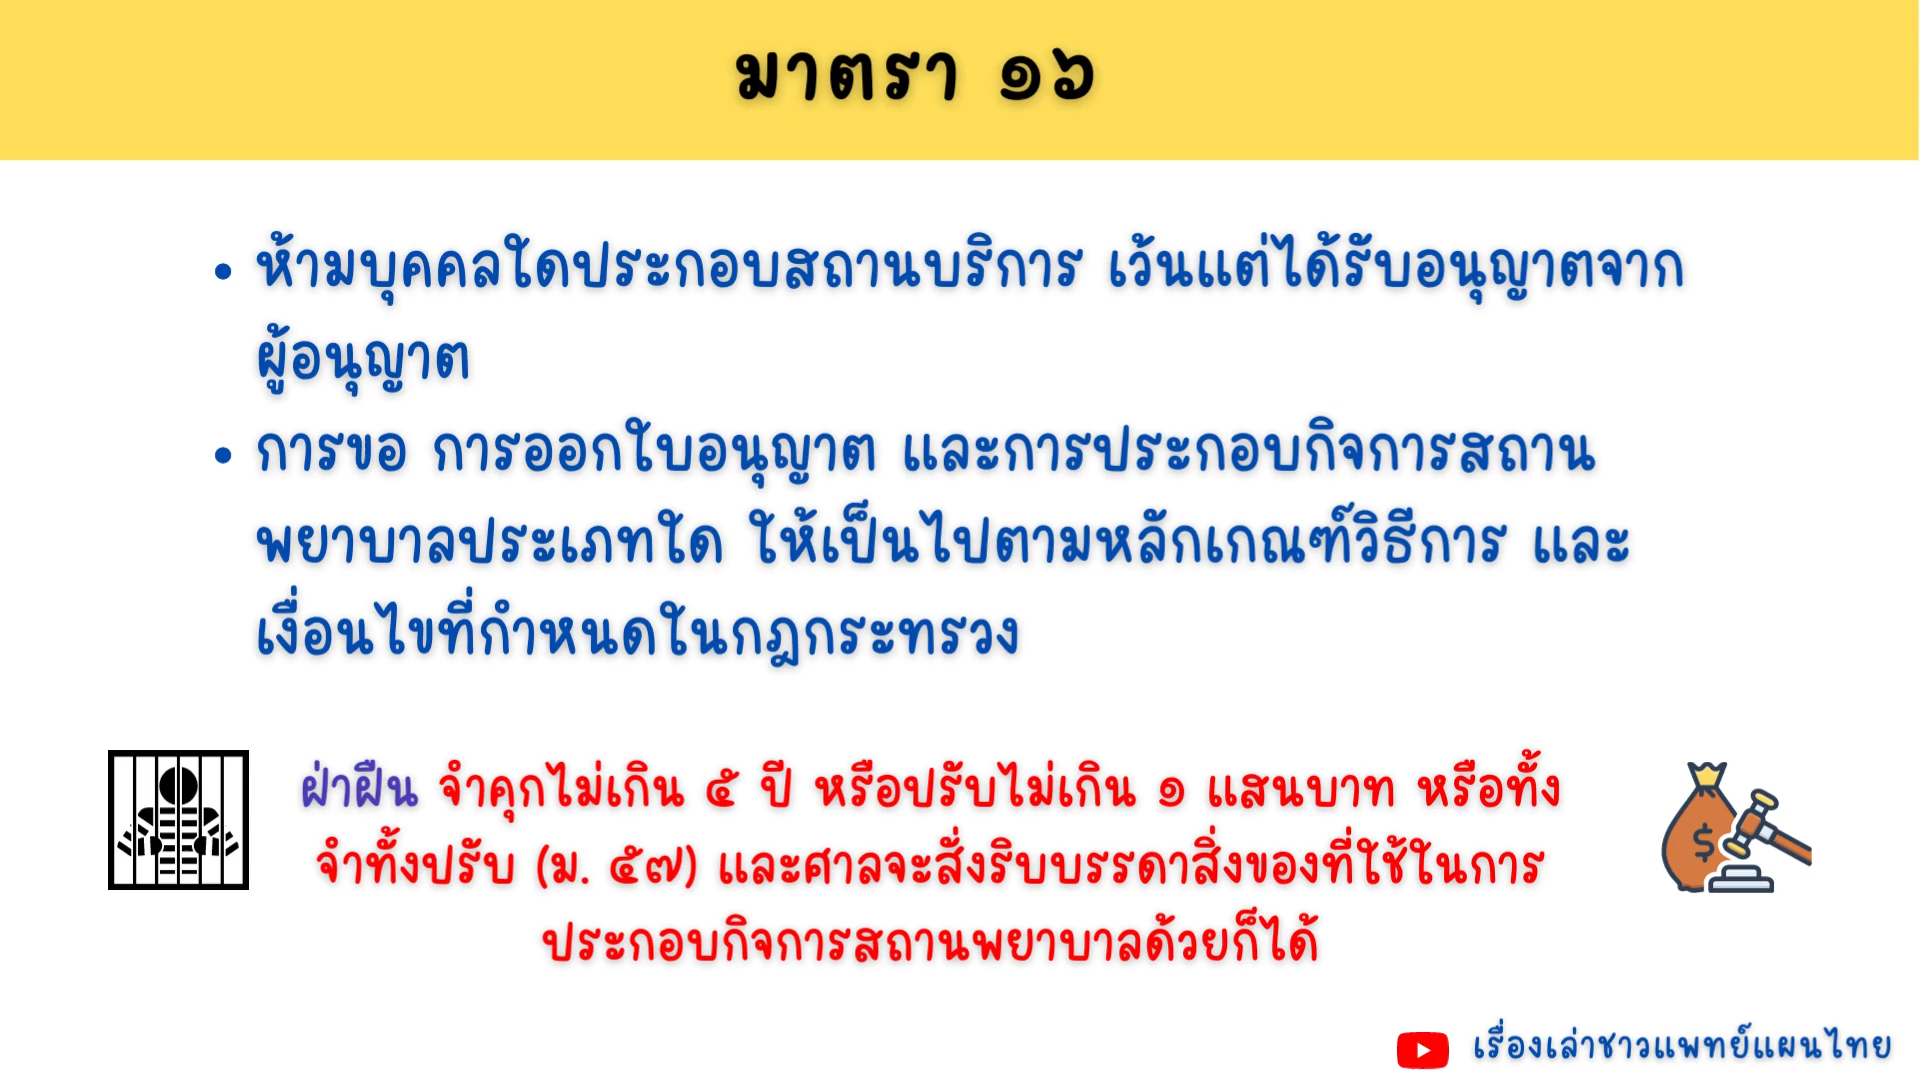 มาตรา ๑๖
• ห้ามบุคคลใดประกอบสถานบริการ เว้นแต่ได้รับอนุญาตจาก
ผู้อนุญาต
• การขอ การออกใบอนุญาต และการประกอบกิจการสถาน
พยาบาลประเภทใด ให้เป็นไปตามหลักเกณฑ์วิธีการ และ
เงื่อนไขที่กำหนดในกฎกระทรวง
ฝ่าฝืน จำคุกไม่เกิน ๕ ปี หรือปรับไม่เกิน ๑ แสนบาท หรือทั้ง
จำทั้งปรับ (ม. ๕๗) และศาลจะสั่งริบบรรดาสิ่งของที่ใช้ในการ
ประกอบกิจการสถานพยาบาลด้วยก็ได้
$
เรื่องเล่าชาวแพทย์แผนไทย